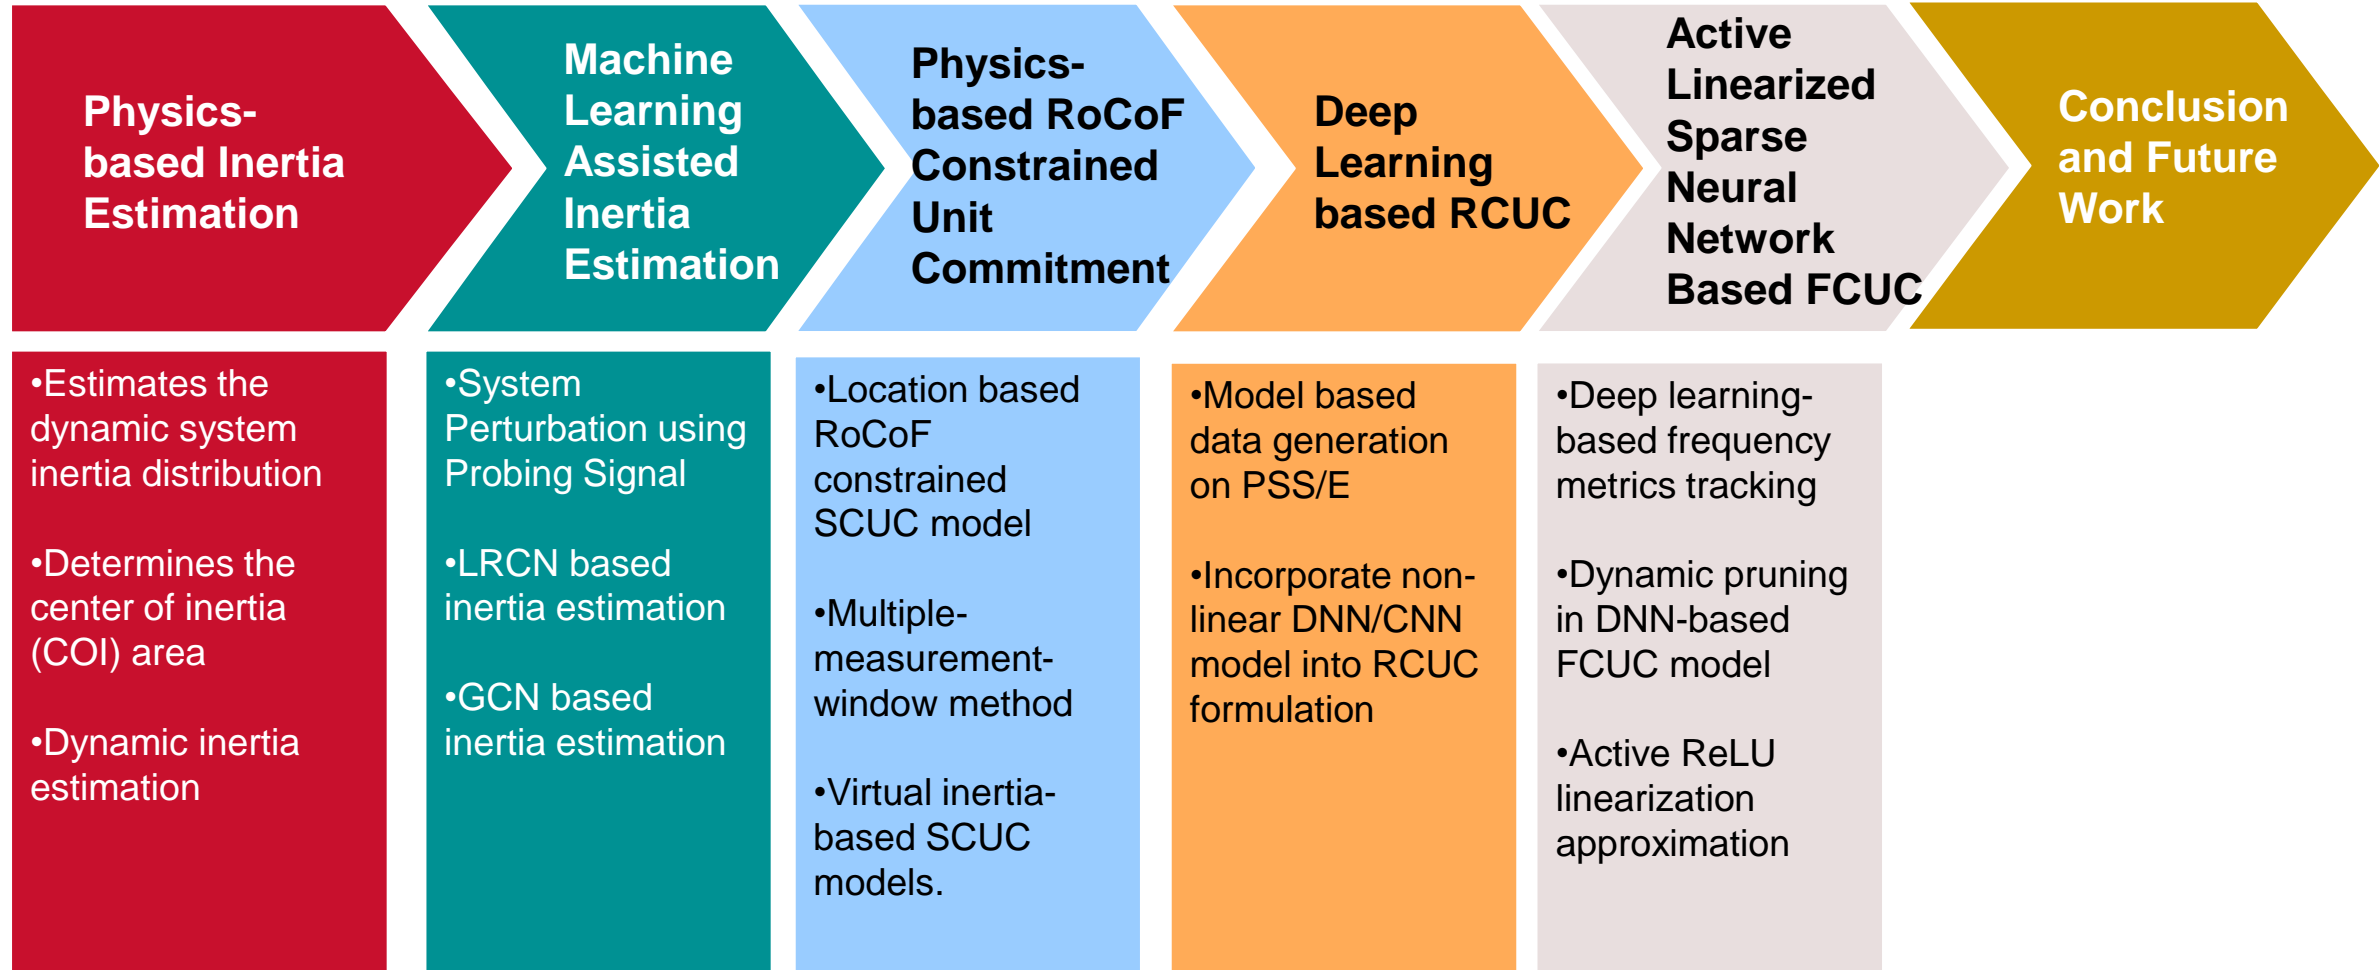 Physics-
based Inertia
Estimation
Machine
Learning
Assisted
Inertia
Estimation
Physics-
based RoCoF
Constrained
Unit
Commitment
Deep
Learning
based RCUC
Active
Linearized
Sparse
Neural
Network
Based FCUC
Conclusion
and Future
Work
•Estimates the
dynamic system
inertia distribution
•Determines the
center of inertia
(COI) area
•Dynamic inertia
estimation
•System
Perturbation using
Probing Signal
•LRCN based
inertia estimation
•GCN based
inertia estimation
•Location based
RoCoF
constrained
SCUC model
•Multiple-
measurement-
window method
•Virtual inertia-
based SCUC
models.
•Model based
data generation
on PSS/E
•Incorporate non-
linear DNN/CNN
model into RCUC
formulation
•Deep learning-
based frequency
metrics tracking
•Dynamic pruning
in DNN-based
FCUC model
•Active ReLU
linearization
approximation